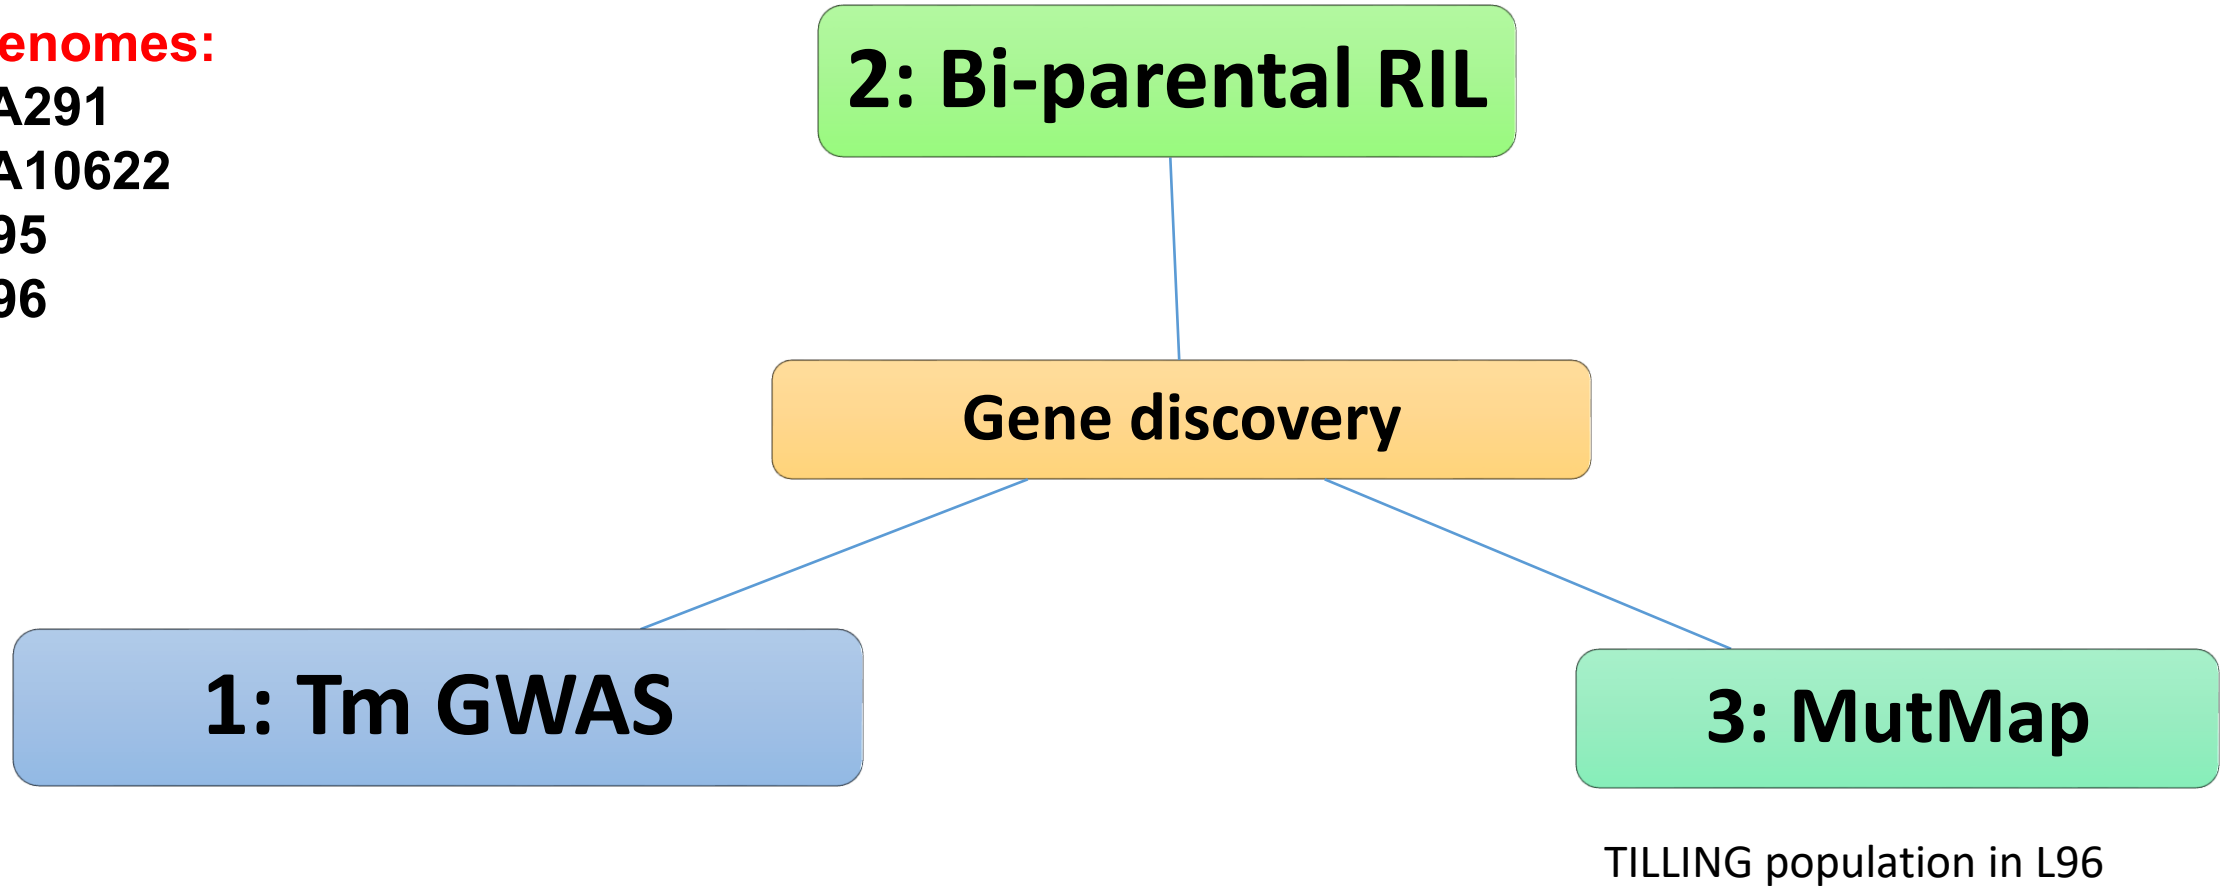 enomes:
A291
A10622
95
96
2: Bi-parental RIL
Gene discovery
1: Tm GWAS
3: MutMap
TILLING population in L96